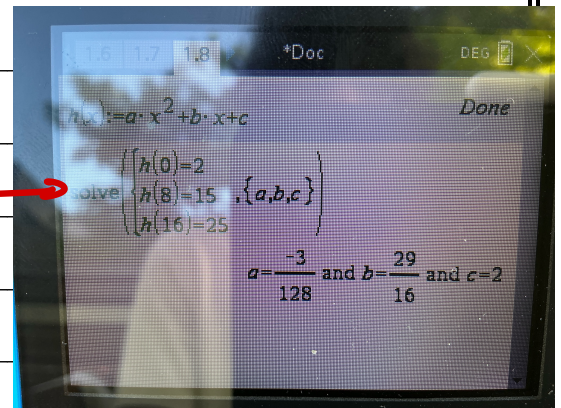 1.6 1.7 1.8 *Doc DEG
h(x):=a·x²+b·x+c Done
solve({h(0)=2
h(8)=15 ,{a,b,c})
h(16)=25
a=-3/128 and b=29/16 and c=2